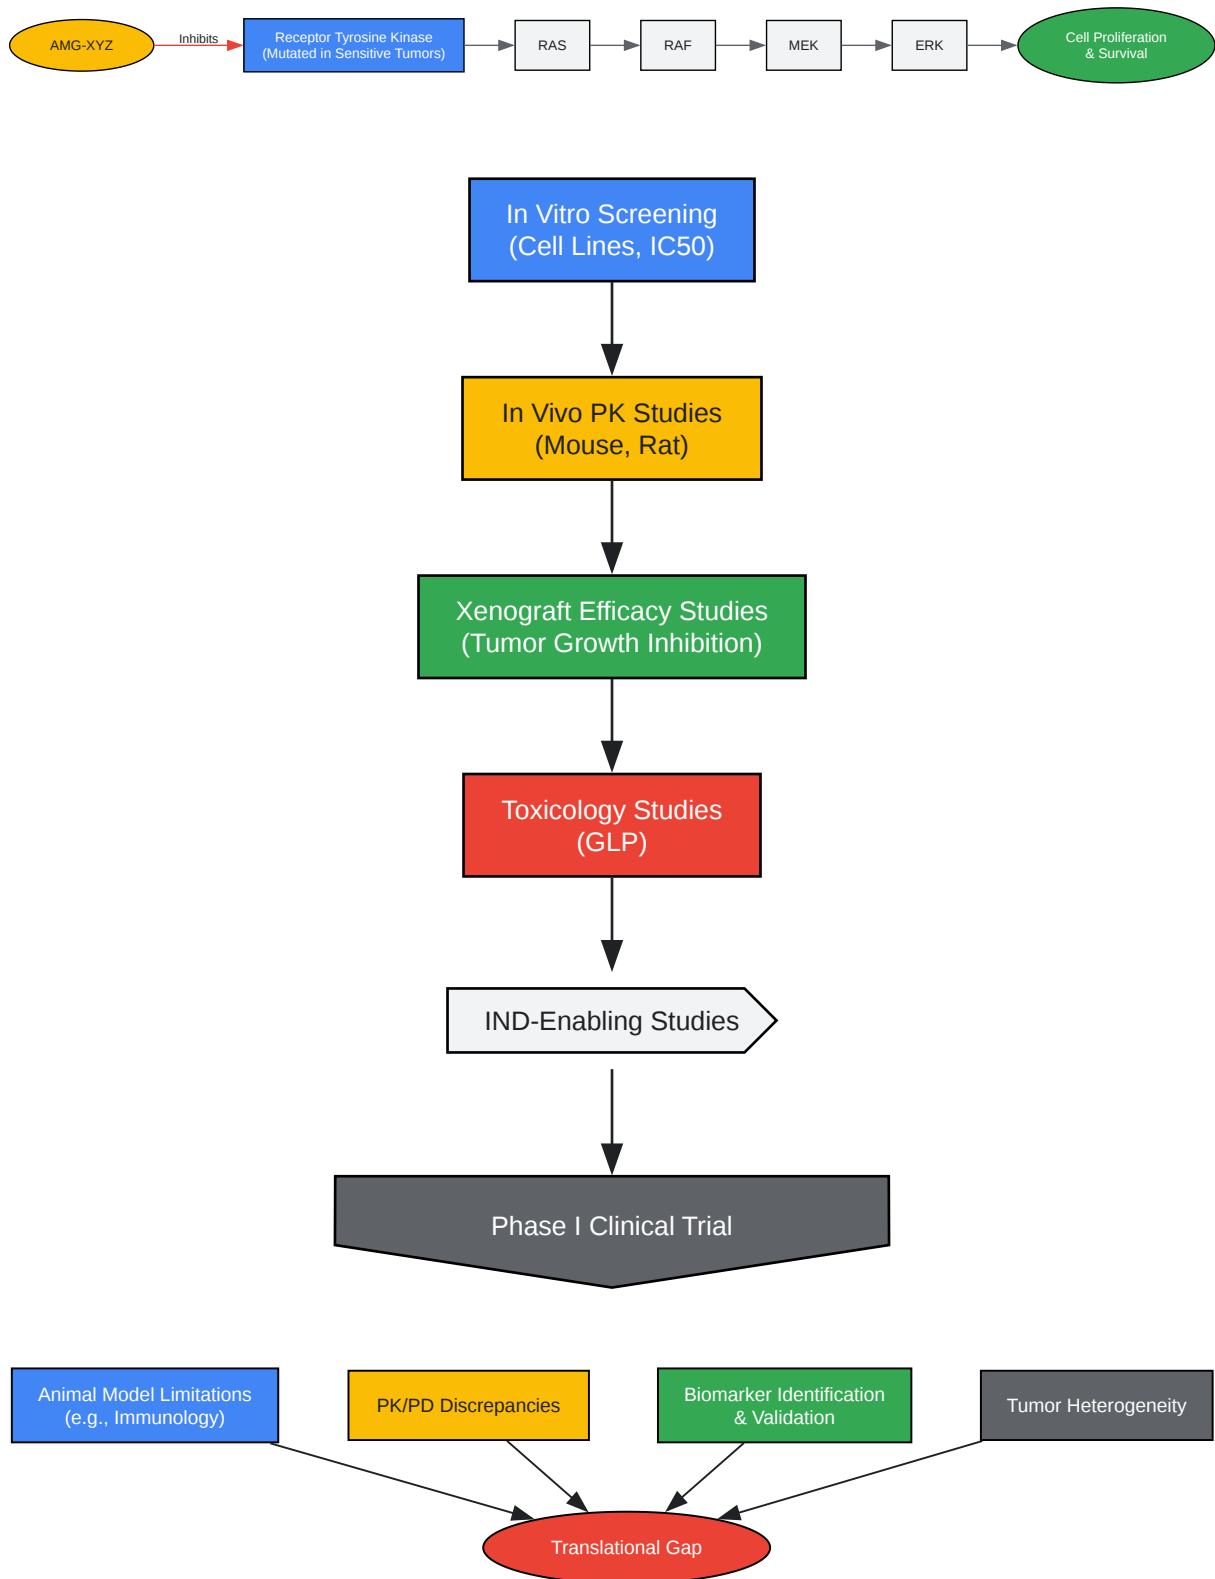 AMG-XYZ
Inhibits
Receptor Tyrosine Kinase
(Mutated in Sensitive Tumors)
RAS
RAF
MEK
ERK
Cell Proliferation
& Survival
In Vitro Screening
(Cell Lines, IC50)
In Vivo PK Studies
(Mouse, Rat)
Xenograft Efficacy Studies
(Tumor Growth Inhibition)
Toxicology Studies
(GLP)
IND-Enabling Studies
Phase I Clinical Trial
Animal Model Limitations
(e.g., Immunology)
PK/PD Discrepancies
Biomarker Identification
& Validation
Tumor Heterogeneity
Translational Gap